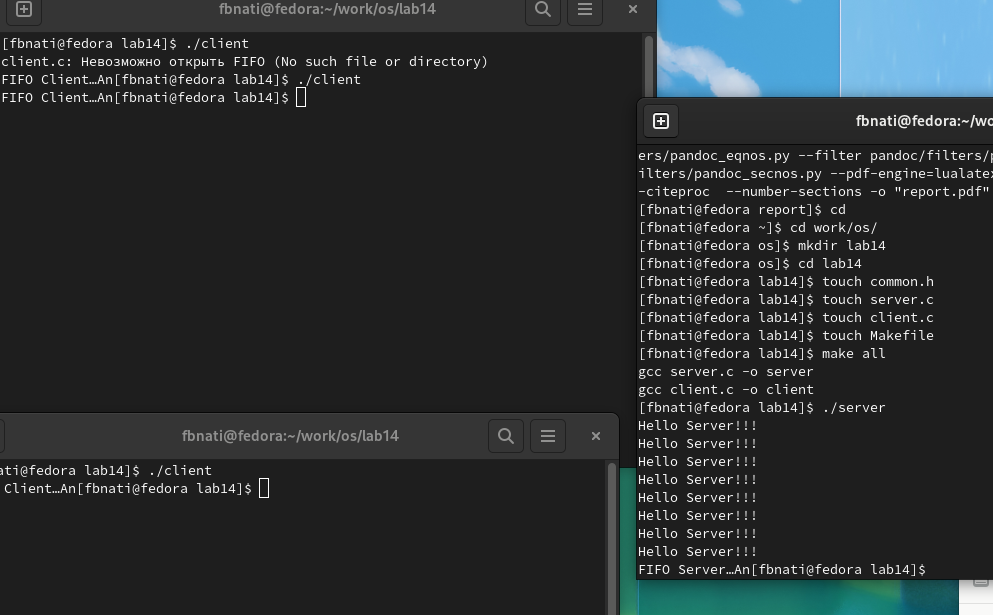 fbnati@fedora:~/work/os/lab14
[fbnati@fedora lab14]$ ./client
client.c: Невозможно открыть FIFO (No such file or directory)
FIFO Client…An[fbnati@fedora lab14]$ ./client
FIFO Client…An[fbnati@fedora lab14]$
fbnati@fedora:~/work/os/lab14
ati@fedora lab14]$ ./client
Client…An[fbnati@fedora lab14]$
fbnati@fedora:~/wo
ers/pandoc_eqnos.py --filter pandoc/filters/p
ilters/pandoc_secnos.py --pdf-engine=lualatex
-citeproc  --number-sections -o "report.pdf"
[fbnati@fedora report]$ cd
[fbnati@fedora ~]$ cd work/os/
[fbnati@fedora os]$ mkdir lab14
[fbnati@fedora os]$ cd lab14
[fbnati@fedora lab14]$ touch common.h
[fbnati@fedora lab14]$ touch server.c
[fbnati@fedora lab14]$ touch client.c
[fbnati@fedora lab14]$ touch Makefile
[fbnati@fedora lab14]$ make all
gcc server.c -o server
gcc client.c -o client
[fbnati@fedora lab14]$ ./server
Hello Server!!!
Hello Server!!!
Hello Server!!!
Hello Server!!!
Hello Server!!!
Hello Server!!!
Hello Server!!!
Hello Server!!!
FIFO Server…An[fbnati@fedora lab14]$